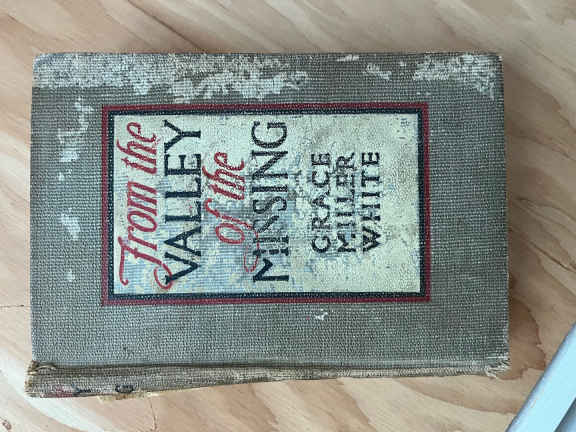 From the
VALLEY
of the
MISSING
GRACE
MILLER
WHITE